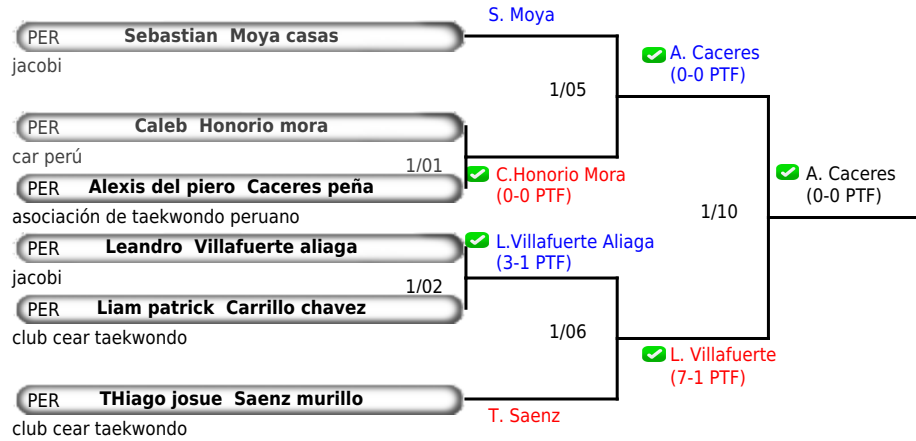 S. Moya
PER Sebastian Moya casas
jacobi
A. Caceres
(0-0 PTF)
1/05
PER Caleb Honorio mora
car perú
1/01
C.Honorio Mora
(0-0 PTF)
A. Caceres
(0-0 PTF)
PER Alexis del piero Caceres peña
asociación de taekwondo peruano
1/10
PER Leandro Villafuerte aliaga
jacobi
L.Villafuerte Aliaga
(3-1 PTF)
1/02
PER Liam patrick Carrillo chavez
club cear taekwondo
1/06
L. Villafuerte
(7-1 PTF)
PER THiago josue Saenz murillo
club cear taekwondo
T. Saenz